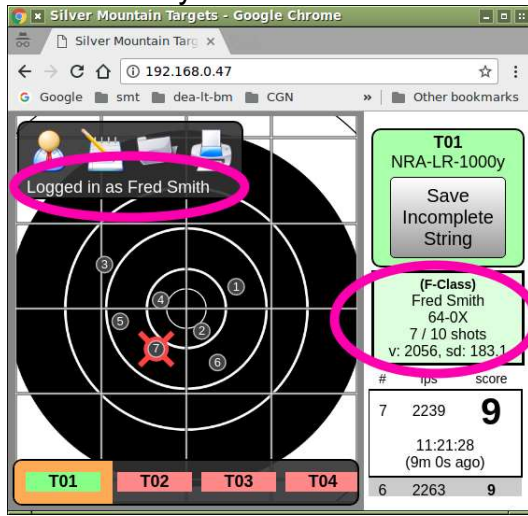 Silver Mountain Targets - Google Chrome
Silver Mountain Targ
192.168.0.47
Google smt dea-lt-bm CGN » Other bookmarks
Logged in as Fred Smith
3
1
4
5
2
7
6
T01 T02 T03 T04
T01
NRA-LR-1000y
Save
Incomplete
String
(F-Class)
Fred Smith
64-0X
7 / 10 shots
v: 2056, sd: 183.1
# fps score
7 2239 9
11:21:28
(9m 0s ago)
6 2263 9